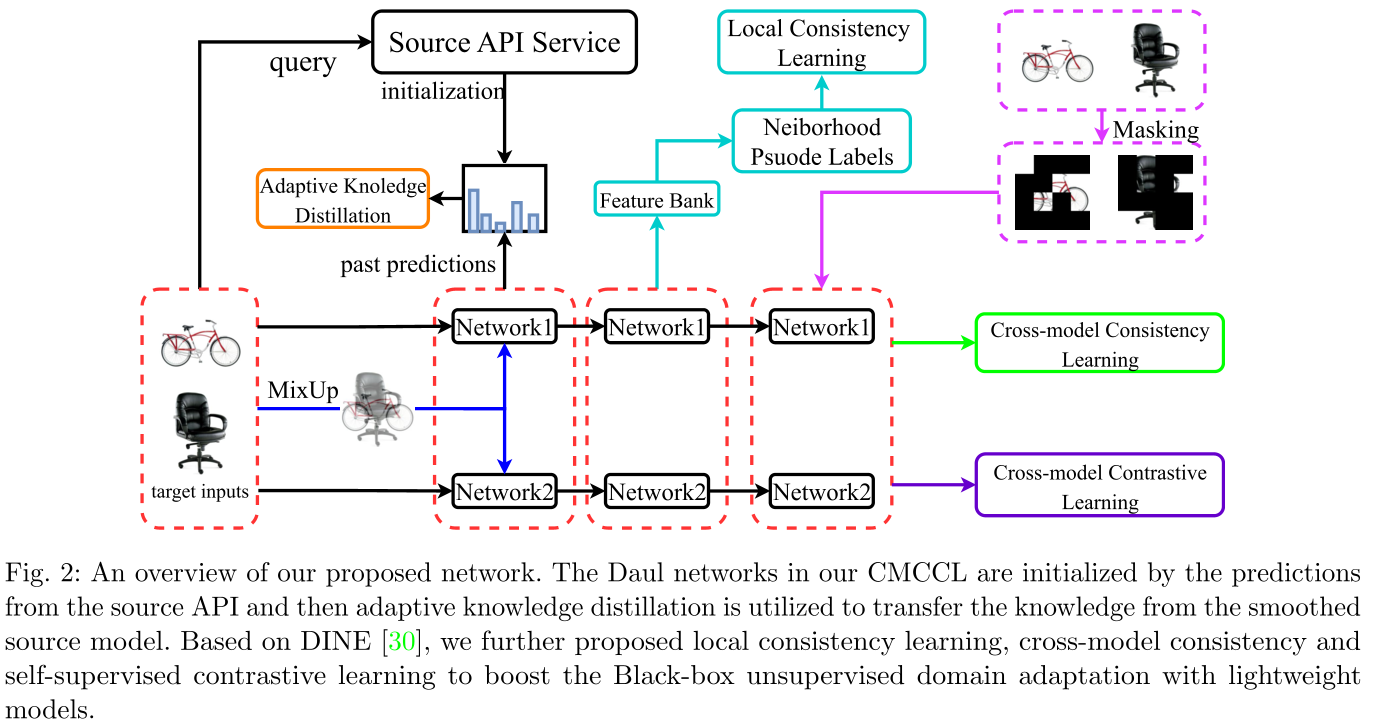 Source API Service
query
initialization
Local Consistency
Learning
Neiborhood
Psuode Labels
Masking
Adaptive Knoledge
Distillation
Feature Bank
past predictions
Network1
Network1
Network1
Cross-model Consistency
Learning
MixUp
target inputs
Network2
Network2
Network2
Cross-model Contrastive
Learning
Fig. 2: An overview of our proposed network. The Daul networks in our CMCCL are initialized by the predictions
from the source API and then adaptive knowledge distillation is utilized to transfer the knowledge from the smoothed
source model. Based on DINE [30], we further proposed local consistency learning, cross-model consistency and
self-supervised contrastive learning to boost the Black-box unsupervised domain adaptation with lightweight
models.